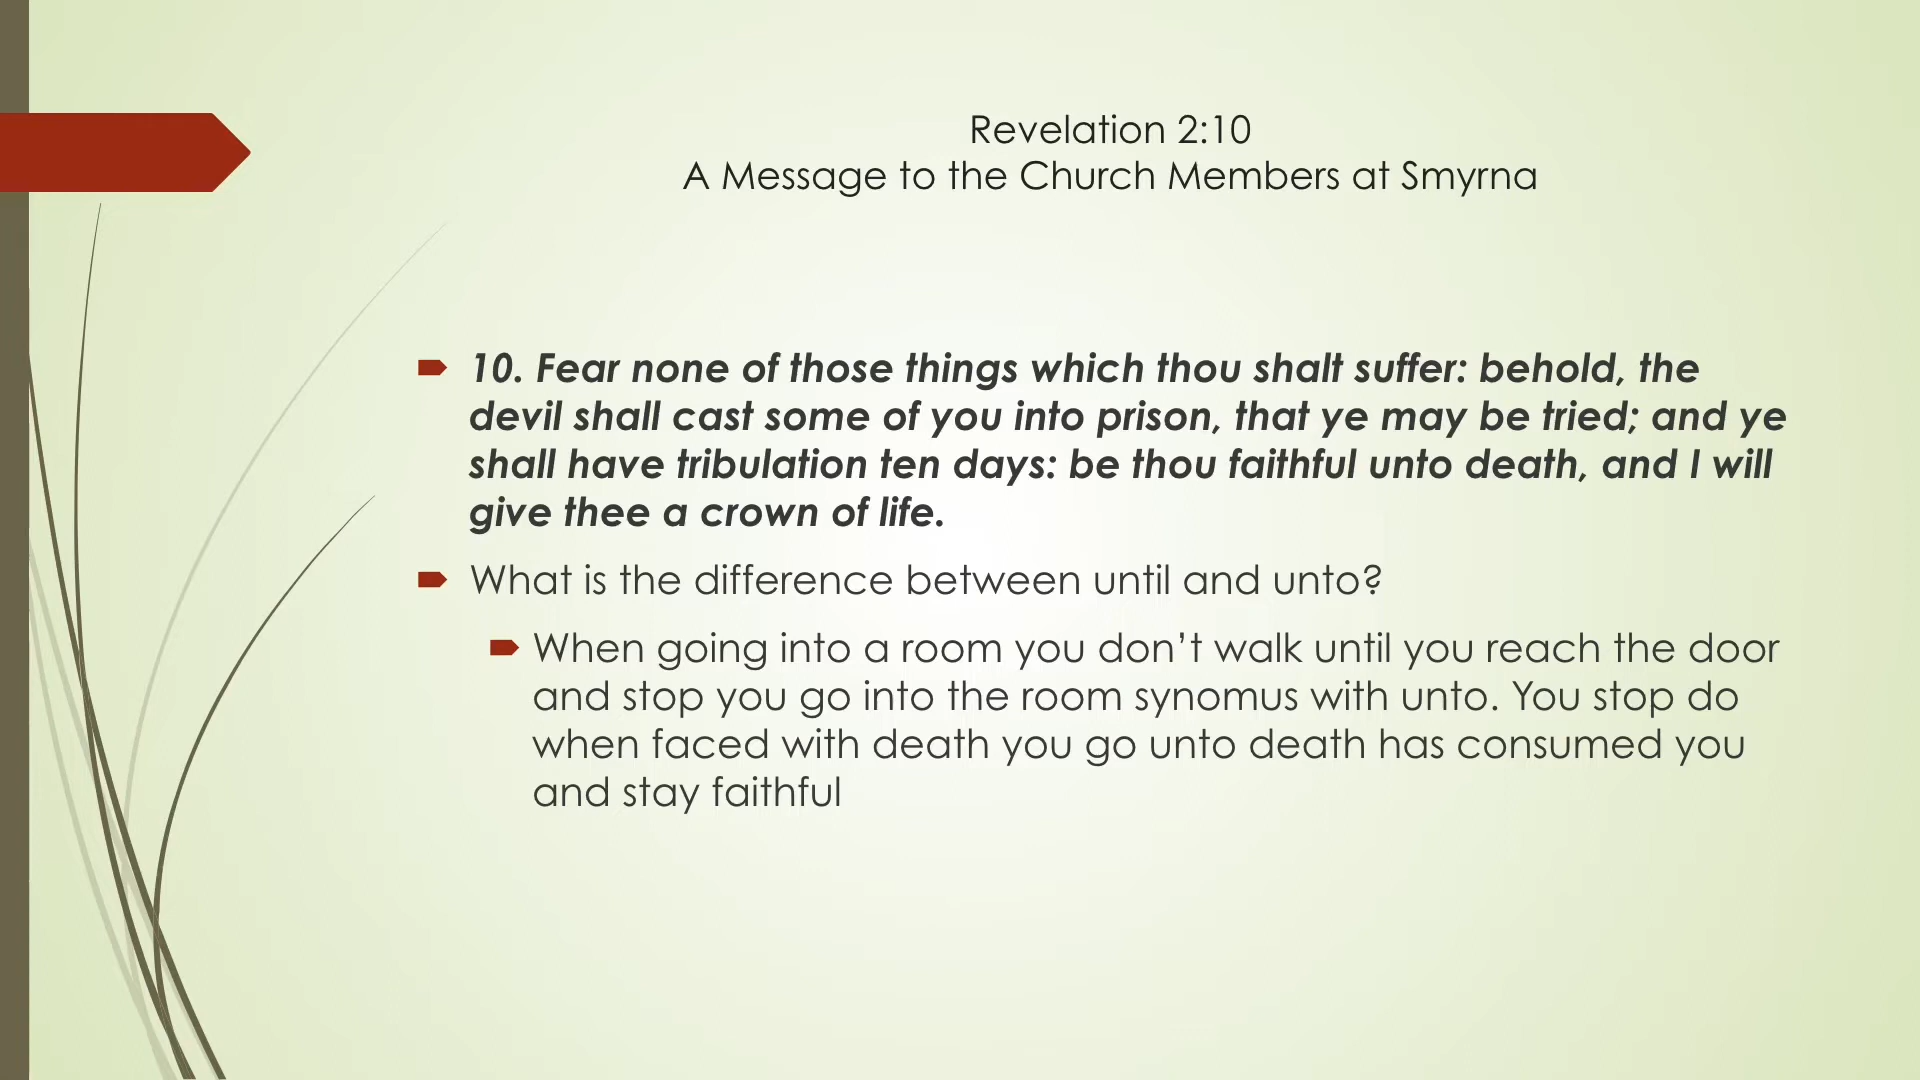 Revelation 2:10
A Message to the Church Members at Smyrna
10. Fear none of those things which thou shalt suffer: behold, the
devil shall cast some of you into prison, that ye may be tried; and ye
shall have tribulation ten days: be thou faithful unto death, and I will
give thee a crown of life.
What is the difference between until and unto?
When going into a room you don’t walk until you reach the door
and stop you go into the room synomus with unto. You stop do
when faced with death you go unto death has consumed you
and stay faithful